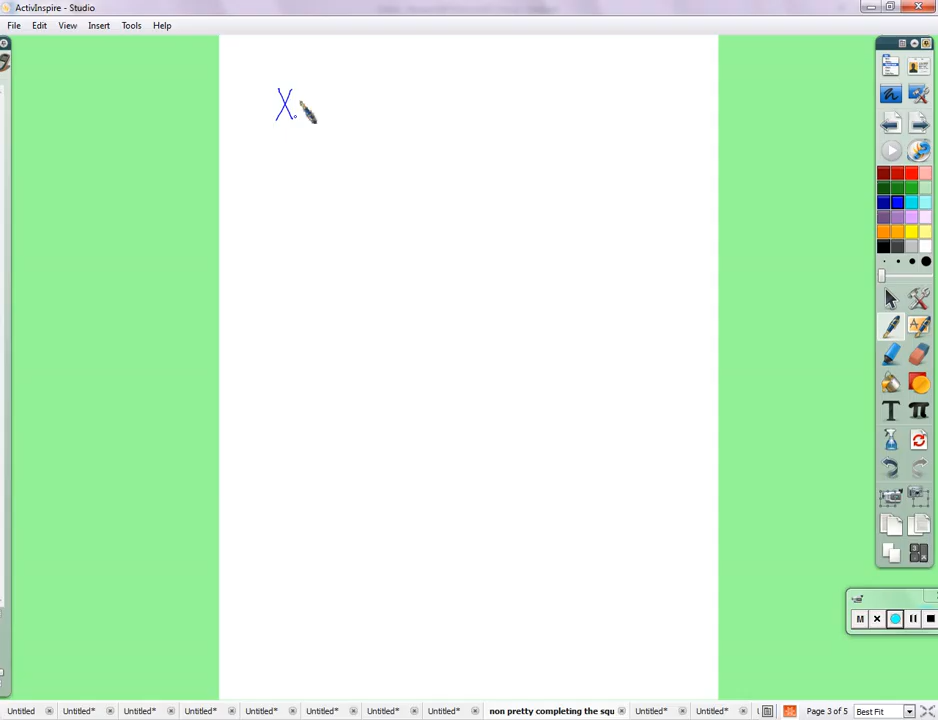 ActivInspire - Studio
File Edit View Insert Tools Help
X.
M
Untitled Untitled* Untitled* Untitled* Untitled* Untitled* Untitled* Untitled* non pretty completing the squ Untitled* Untitled* Page 3 of 5 Best Fit